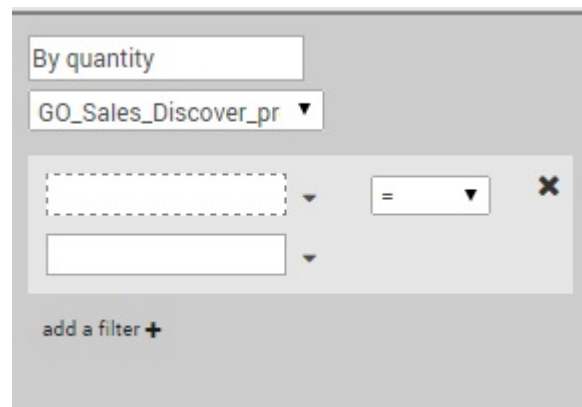 By quantity
GO_Sales_Discover_pr
=
add a filter +